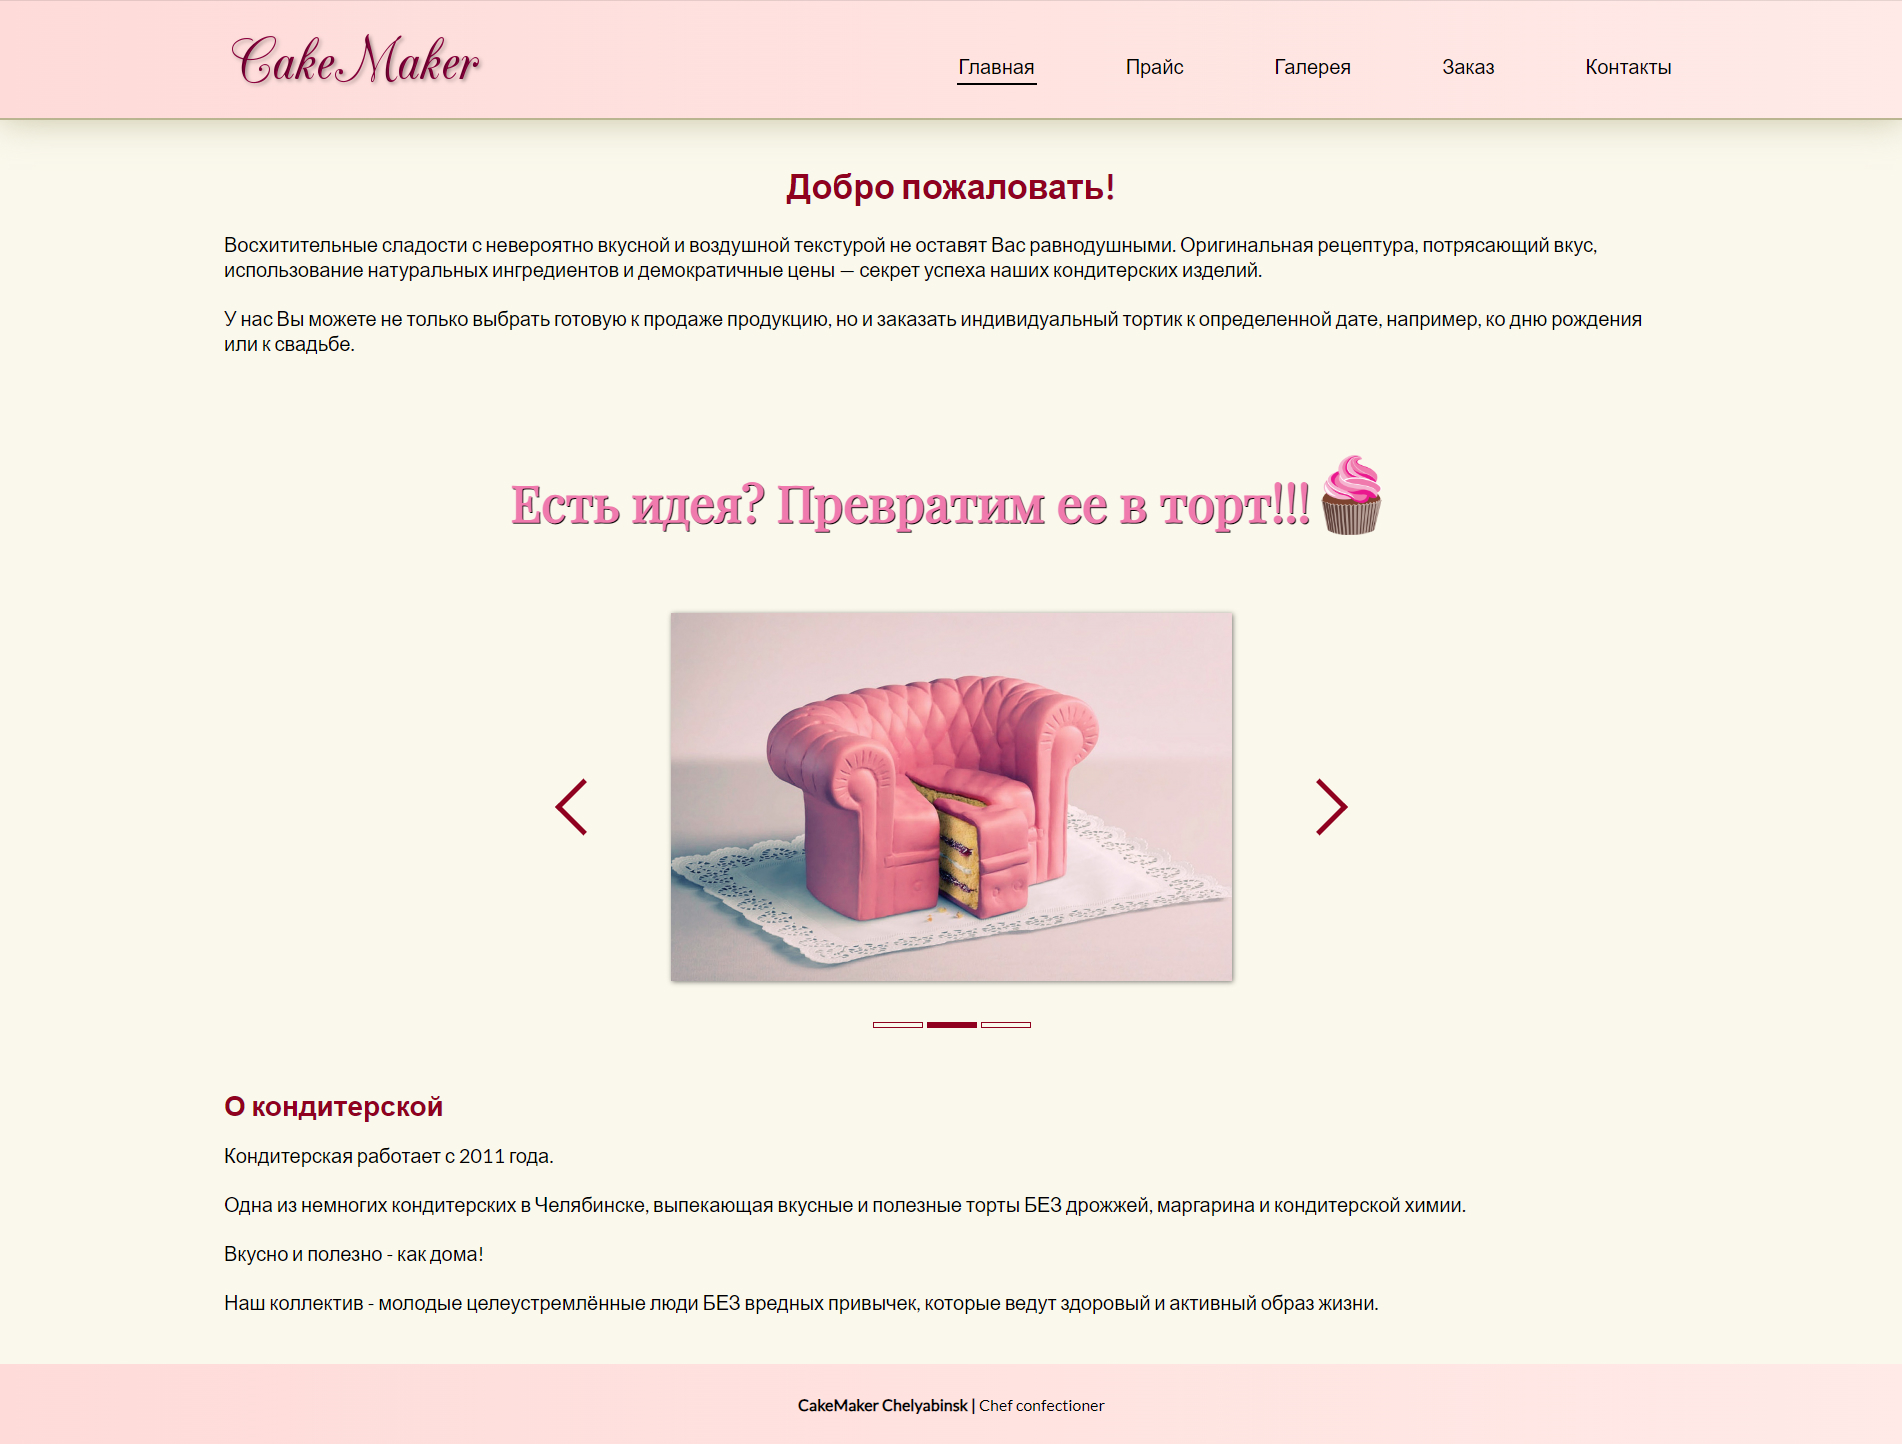 CakeMaker
Главная Прайс Галерея Заказ Контакты
Добро пожаловать!
Восхитительные сладости с невероятно вкусной и воздушной текстурой не оставят Вас равнодушными. Оригинальная рецептура, потрясающий вкус,
использование натуральных ингредиентов и демократичные цены — секрет успеха наших кондитерских изделий.
У нас Вы можете не только выбрать готовую к продаже продукцию, но и заказать индивидуальный тортик к определенной дате, например, ко дню рождения
или к свадьбе.
Есть идея? Превратим ее в торт!!!
О кондитерской
Кондитерская работает с 2011 года.
Одна из немногих кондитерских в Челябинске, выпекающая вкусные и полезные торты БЕЗ дрожжей, маргарина и кондитерской химии.
Вкусно и полезно - как дома!
Наш коллектив - молодые целеустремлённые люди БЕЗ вредных привычек, которые ведут здоровый и активный образ жизни.
CakeMaker Chelyabinsk | Chef confectioner